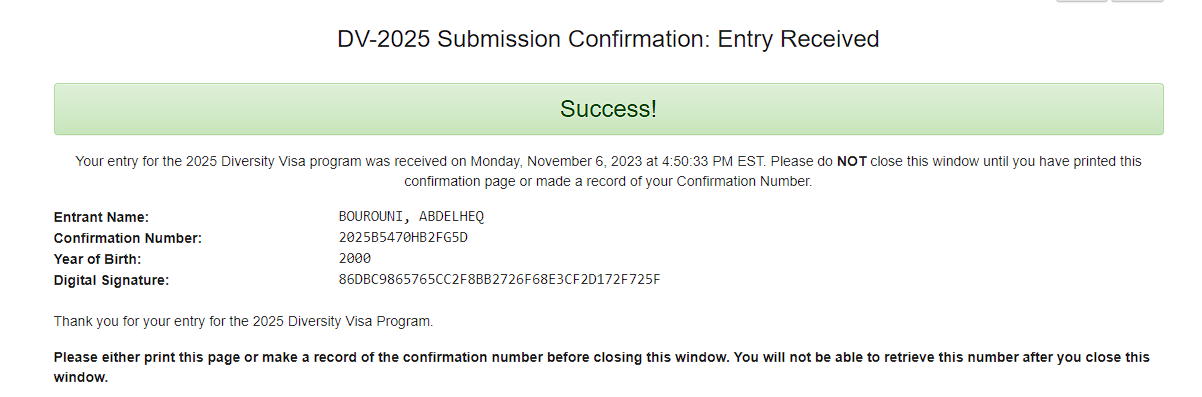 DV-2025 Submission Confirmation: Entry Received
Success!
Your entry for the 2025 Diversity Visa program was received on Monday, November 6, 2023 at 4:50:33 PM EST. Please do NOT close this window until you have printed this
confirmation page or made a record of your Confirmation Number.
Entrant Name: BOUROUNI, ABDELHEQ
Confirmation Number: 2025B5470HB2FG5D
Year of Birth: 2000
Digital Signature: 86DBC9865765CC2F8BB2726F68E3CF2D172F725F
Thank you for your entry for the 2025 Diversity Visa Program.
Please either print this page or make a record of the confirmation number before closing this window. You will not be able to retrieve this number after you close this
window.